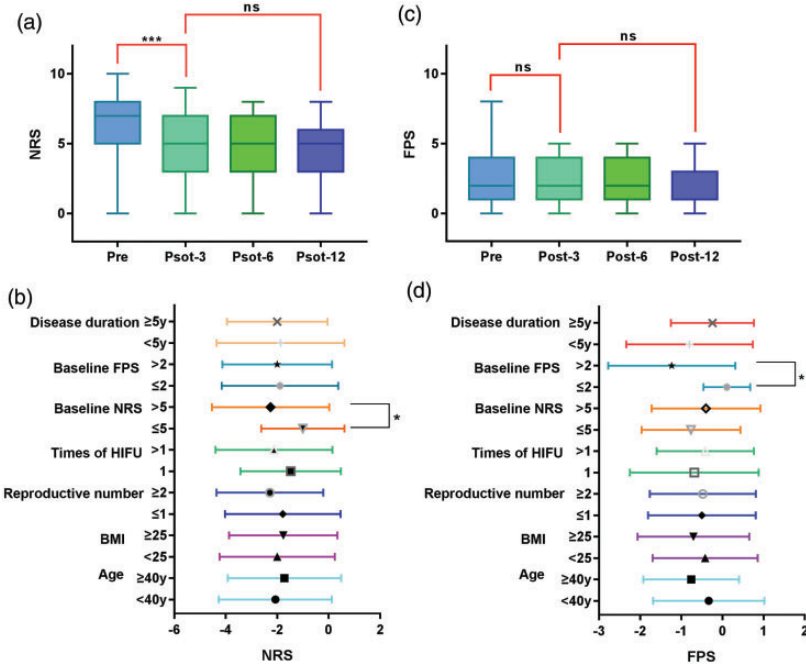 (a)
ns
***
10
5
0
NRS
Pre
Psot-3
Psot-6
Psot-12
(c)
ns
ns
10
5
0
FPS
Pre
Post-3
Post-6
Post-12
(b)
Disease duration ≥5y
<5y
Baseline FPS >2
≤2
Baseline NRS >5
≤5
*
Times of HIFU >1
1
Reproductive number ≥2
≤1
BMI ≥25
<25
Age ≥40y
<40y
-6 -4 -2 0 2
NRS
(d)
Disease duration ≥5y
<5y
Baseline FPS >2
≤2
*
Baseline NRS >5
≤5
Times of HIFU >1
1
Reproductive number ≥2
≤1
BMI ≥25
<25
Age ≥40y
<40y
-3 -2 -1 0 1 2
FPS